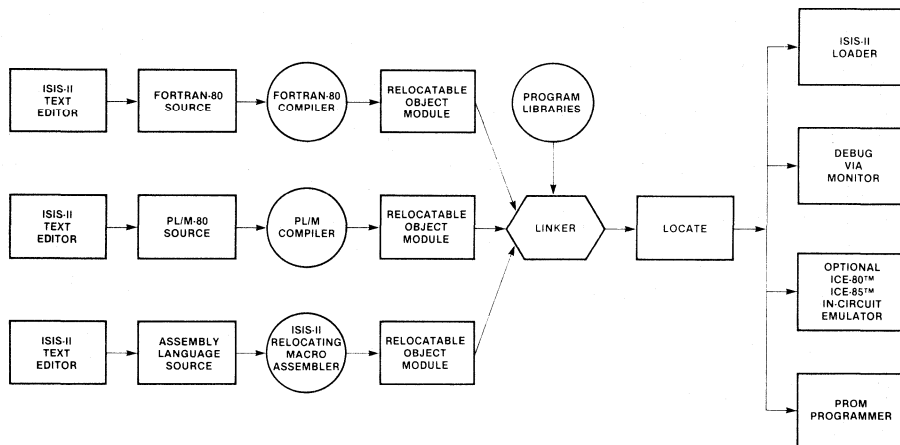 ISIS-II
TEXT
EDITOR
FORTRAN-80
SOURCE
FORTRAN-80
COMPILER
RELOCATABLE
OBJECT
MODULE
PROGRAM
LIBRARIES
ISIS-II
TEXT
EDITOR
PL/M-80
SOURCE
PL/M
COMPILER
RELOCATABLE
OBJECT
MODULE
LINKER
LOCATE
ISIS-II
TEXT
EDITOR
ASSEMBLY
LANGUAGE
SOURCE
ISIS-II
RELOCATING
MACRO
ASSEMBLER
RELOCATABLE
OBJECT
MODULE
ISIS-II
LOADER
DEBUG
VIA
MONITOR
OPTIONAL
ICE-80™
ICE-85™
IN-CIRCUIT
EMULATOR
PROM
PROGRAMMER